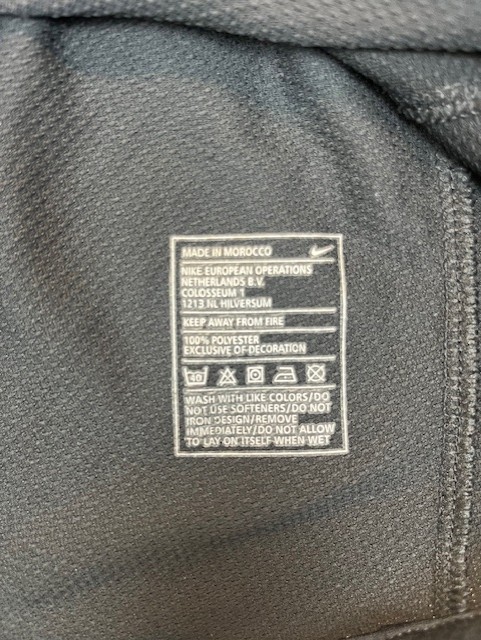 MADE IN MOROCCO
NIKE EUROPEAN OPERATIONS
NETHERLANDS B.V.
COLOSSEUM 1
1213 NL HILVERSUM
KEEP AWAY FROM FIRE
100% POLYESTER
EXCLUSIVE OF DECORATION
40
WASH WITH LIKE COLORS/DO
NOT USE SOFTENERS/DO NOT
IRON DESIGN/REMOVE
IMMEDIATELY/DO NOT ALLOW
TO LAY ON ITSELF WHEN WET